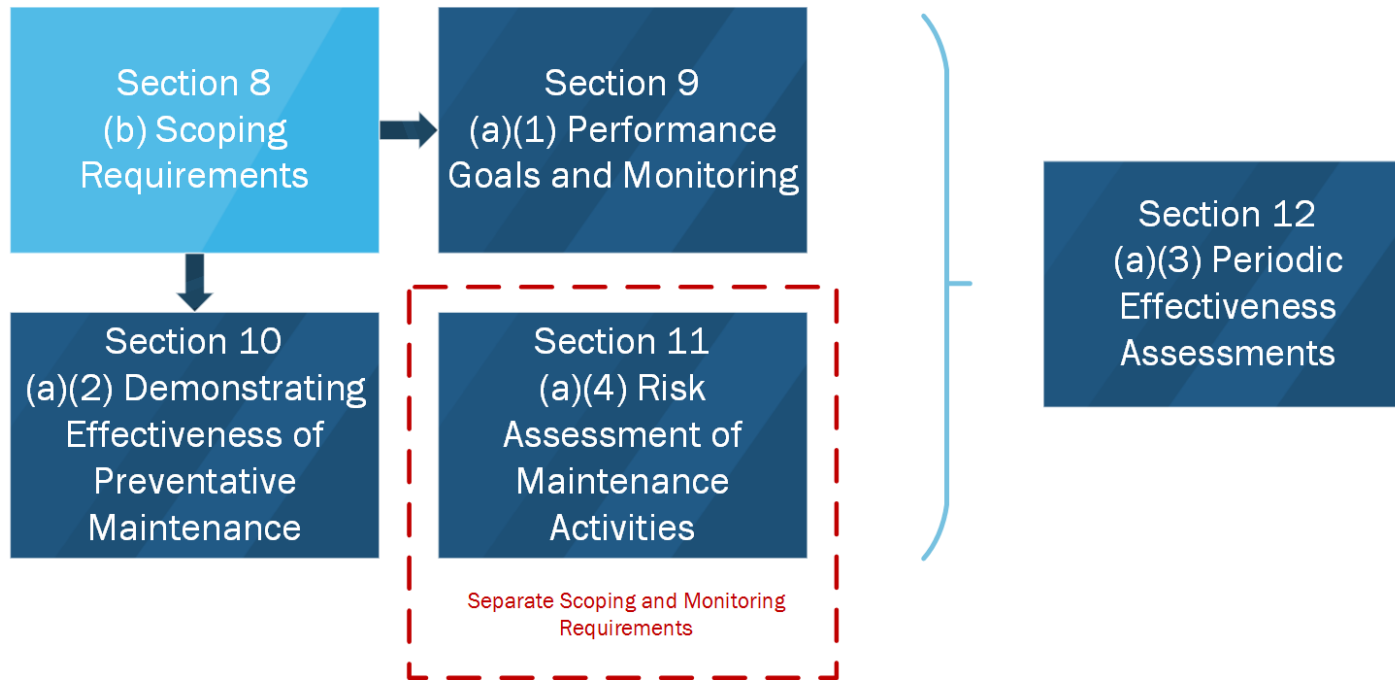 Section 8
(b) Scoping
Requirements
Section 9
(a)(1) Performance
Goals and Monitoring
Section 10
(a)(2) Demonstrating
Effectiveness of
Preventative
Maintenance
Section 11
(a)(4) Risk
Assessment of
Maintenance
Activities
Separate Scoping and Monitoring
Requirements
Section 12
(a)(3) Periodic
Effectiveness
Assessments